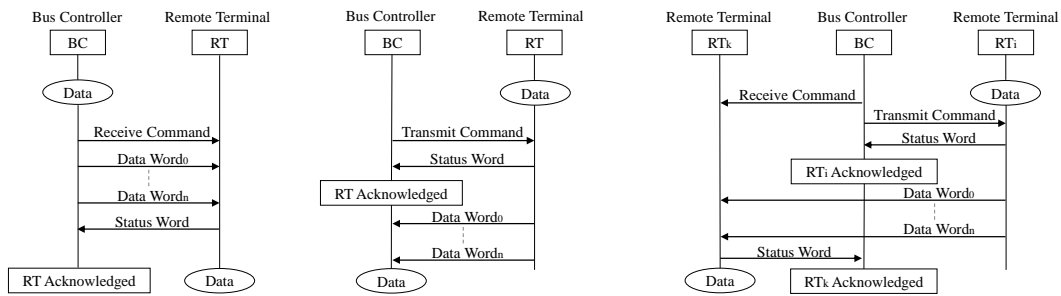 Bus Controller Remote Terminal
BC RT
Data
Receive Command
Data Word0
Data Wordn
Status Word
RT Acknowledged Data
Bus Controller Remote Terminal
BC RT
Data
Transmit Command
Status Word
RT Acknowledged
Data Word0
Data Wordn
Data
Remote Terminal Bus Controller Remote Terminal
RTk BC RTi
Data
Receive Command
Transmit Command
Status Word
RTi Acknowledged
Data Word0
Data Wordn
Status Word
Data RTk Acknowledged